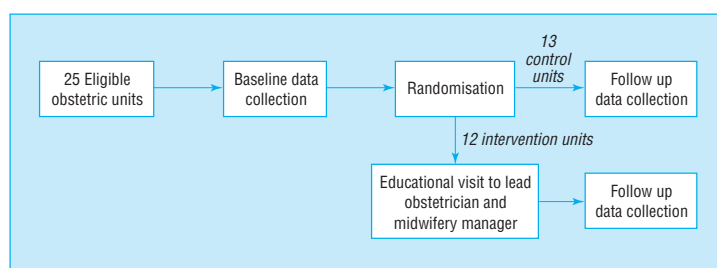 25 Eligible
obstetric units
Baseline data
collection
Randomisation
13
control
units
Follow up
data collection
12 intervention units
Educational visit to lead
obstetrician and
midwifery manager
Follow up
data collection